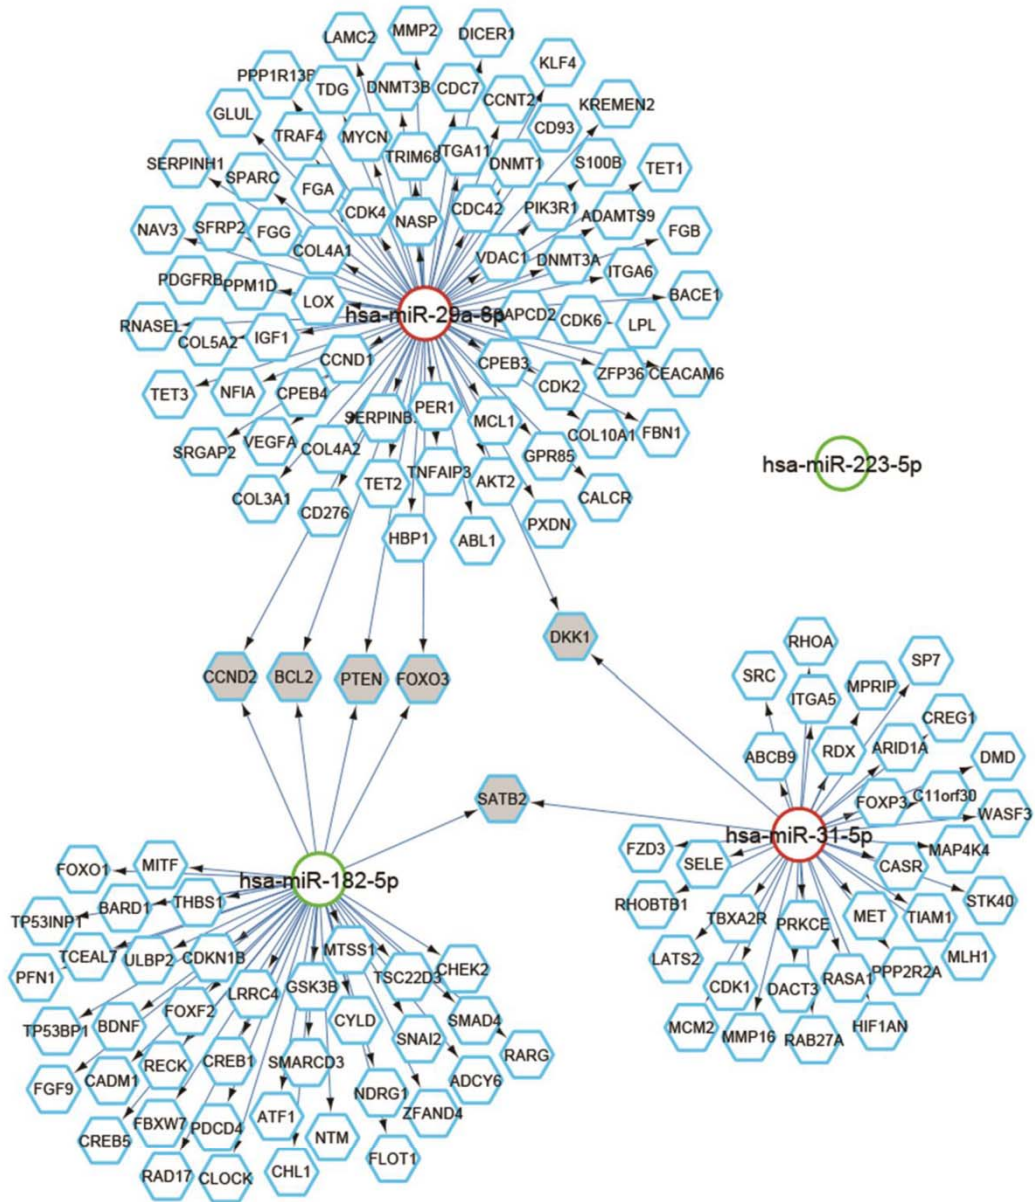 LAMC2
MMP2
DICER1
KLF4
PPP1R13B
TDG
DNMT3B
CDC7
CCNT2
KREMEN2
GLUL
TRAF4
MYCN
TRIM68
ITGA11
DNMT1
CD93
S100B
SERPINH1
SPARC
FGA
CDK4
NASP
CDC42
PIK3R1
ADAMTS9
TET1
NAV3
SFRP2
FGG
COL4A1
VDAC1
DNMT3A
ITGA6
FGB
PDGFRB
PPM1D
LOX
hsa-miR-29a-3p
CDK6
LPL
BACE1
RNASEL
COL5A2
IGF1
CCND1
CPEB3
CDK2
ZFP36
CEACAM6
TET3
NFIA
CPEB4
SERPINB
PER1
MCL1
COL10A1
FBN1
SRGAP2
VEGFA
COL4A2
TET2
TNFAIP3
AKT2
GPR85
CALCR
COL3A1
CD276
HBP1
ABL1
PXDN
hsa-miR-223-5p
CCND2
BCL2
PTEN
FOXO3
DKK1
SATB2
RHOA
SRC
ITGA5
MPRIP
SP7
ABCB9
RDX
ARID1A
CREG1
FOXP3
C11orf30
DMD
WASF3
hsa-miR-31-5p
FZD3
SELE
CASR
MAP4K4
RHOBTB1
TBXA2R
PRKCE
MET
TIAM1
STK40
LATS2
CDK1
DACT3
RASA1
PPP2R2A
MLH1
MCM2
MMP16
RAB27A
HIF1AN
hsa-miR-182-5p
FOXO1
MITF
TP53INP1
BARD1
THBS1
PFN1
TCEAL7
ULBP2
CDKN1B
MTSS1
TSC22D3
CHEK2
TP53BP1
BDNF
FOXF2
LRRC4
GSK3B
CYLD
SNAI2
SMAD4
RARG
FGF9
CADM1
RECK
CREB1
SMARCD3
NDRG1
ADCY6
ZFAND4
CREB5
FBXW7
PDCD4
ATF1
NTM
FLOT1
RAD17
CLOCK
CHL1